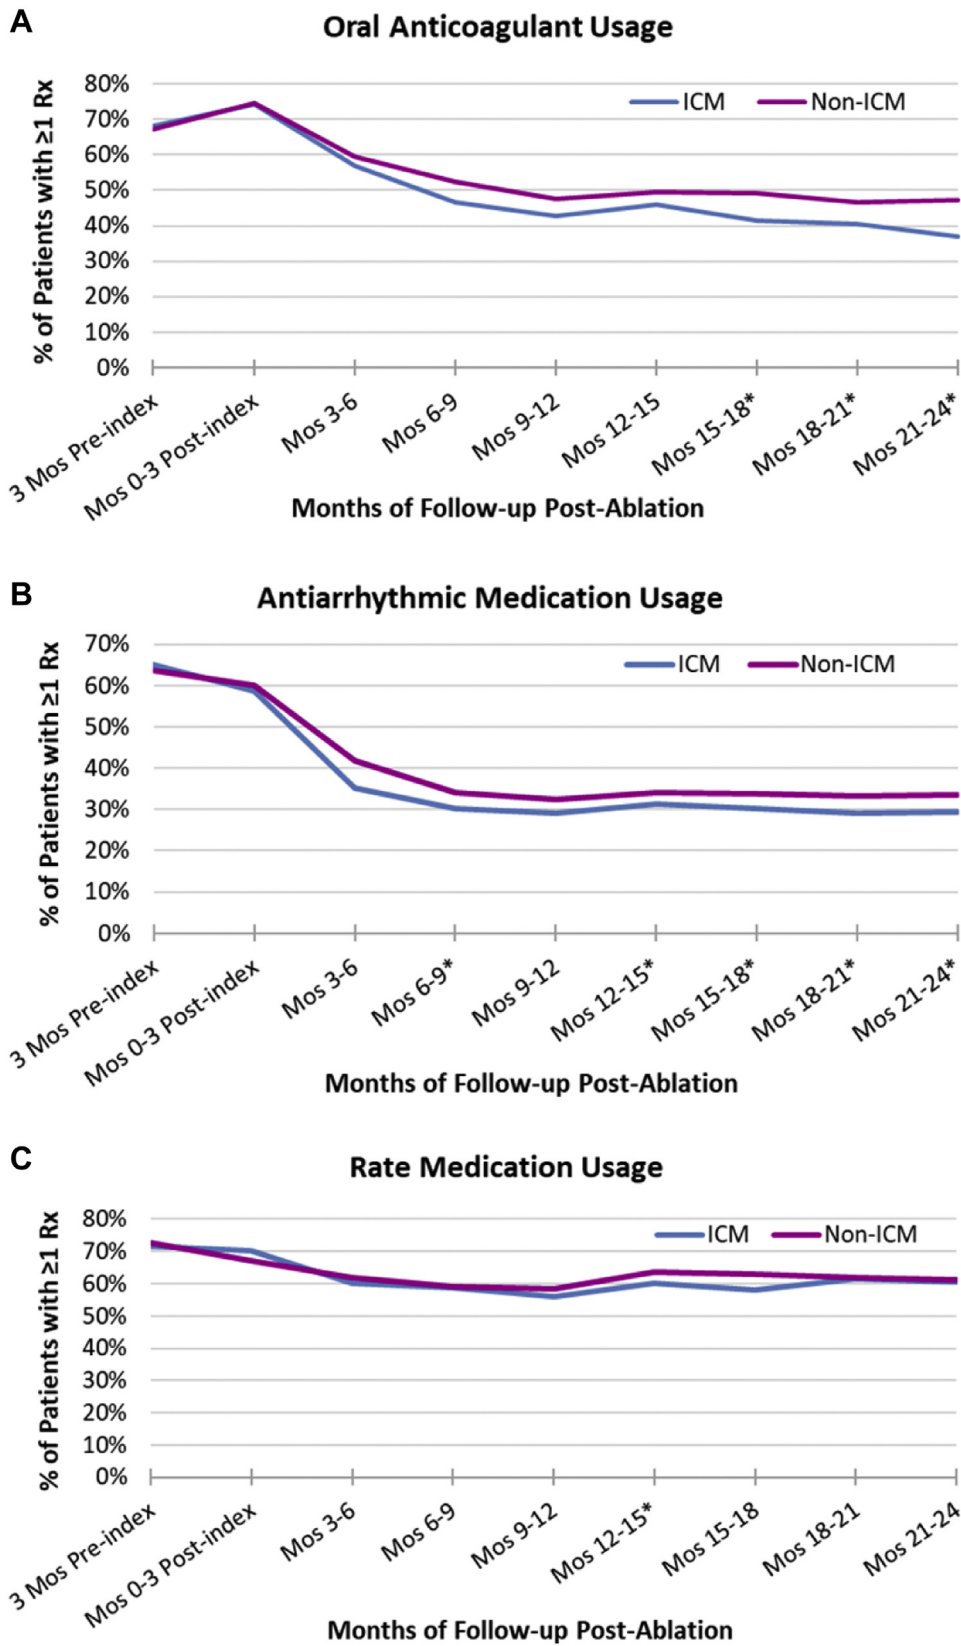 A
Oral Anticoagulant Usage
% of Patients with ≥1 Rx
80%
70%
60%
50%
40%
30%
20%
10%
0%
ICM
Non-ICM
3 Mos Pre-index
Mos 0-3 Post-index
Mos 3-6
Mos 6-9
Mos 9-12
Mos 12-15
Mos 15-18*
Mos 18-21*
Mos 21-24*
Months of Follow-up Post-Ablation
B
Antiarrhythmic Medication Usage
% of Patients with ≥1 Rx
70%
60%
50%
40%
30%
20%
10%
0%
ICM
Non-ICM
3 Mos Pre-index
Mos 0-3 Post-index
Mos 3-6
Mos 6-9*
Mos 9-12
Mos 12-15*
Mos 15-18*
Mos 18-21*
Mos 21-24*
Months of Follow-up Post-Ablation
C
Rate Medication Usage
% of Patients with ≥1 Rx
80%
70%
60%
50%
40%
30%
20%
10%
0%
ICM
Non-ICM
3 Mos Pre-index
Mos 0-3 Post-index
Mos 3-6
Mos 6-9
Mos 9-12
Mos 12-15*
Mos 15-18
Mos 18-21
Mos 21-24
Months of Follow-up Post-Ablation